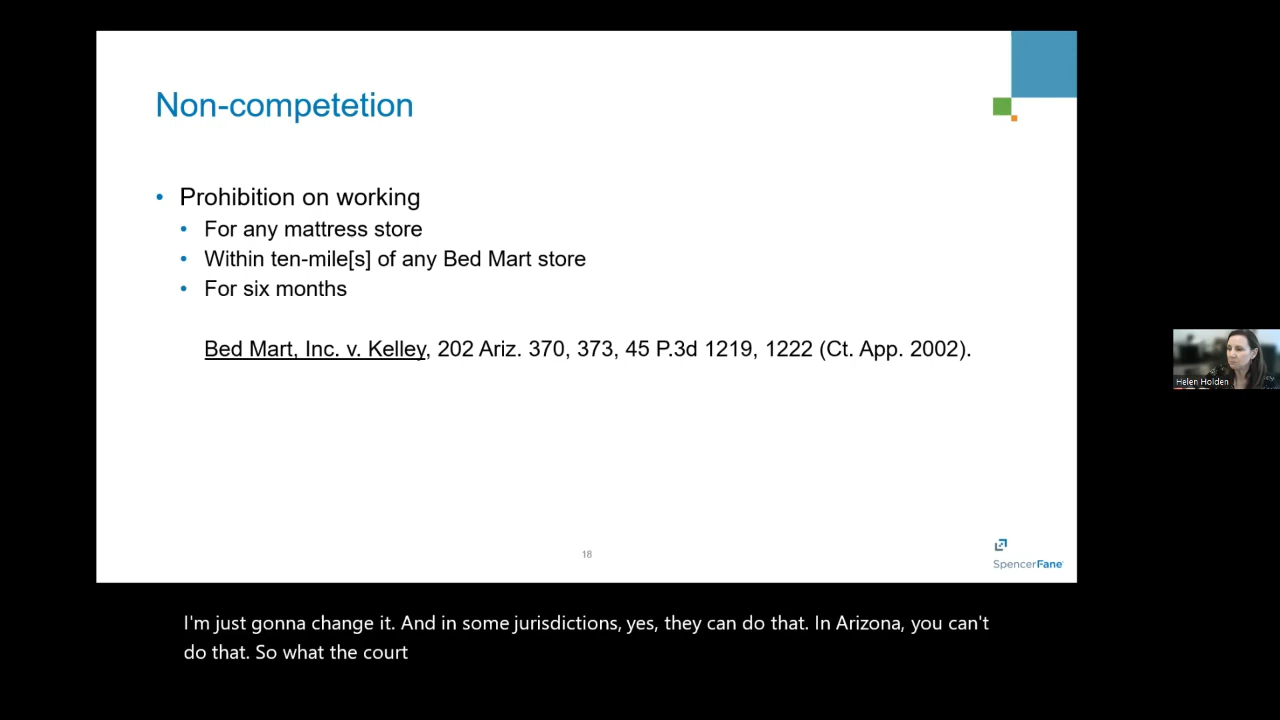 Non-competetion
• Prohibition on working
• For any mattress store
• Within ten-mile[s] of any Bed Mart store
• For six months
Bed Mart, Inc. v. Kelley, 202 Ariz. 370, 373, 45 P.3d 1219, 1222 (Ct. App. 2002).
Helen Holden
18
SpencerFane
I'm just gonna change it. And in some jurisdictions, yes, they can do that. In Arizona, you can't
do that. So what the court